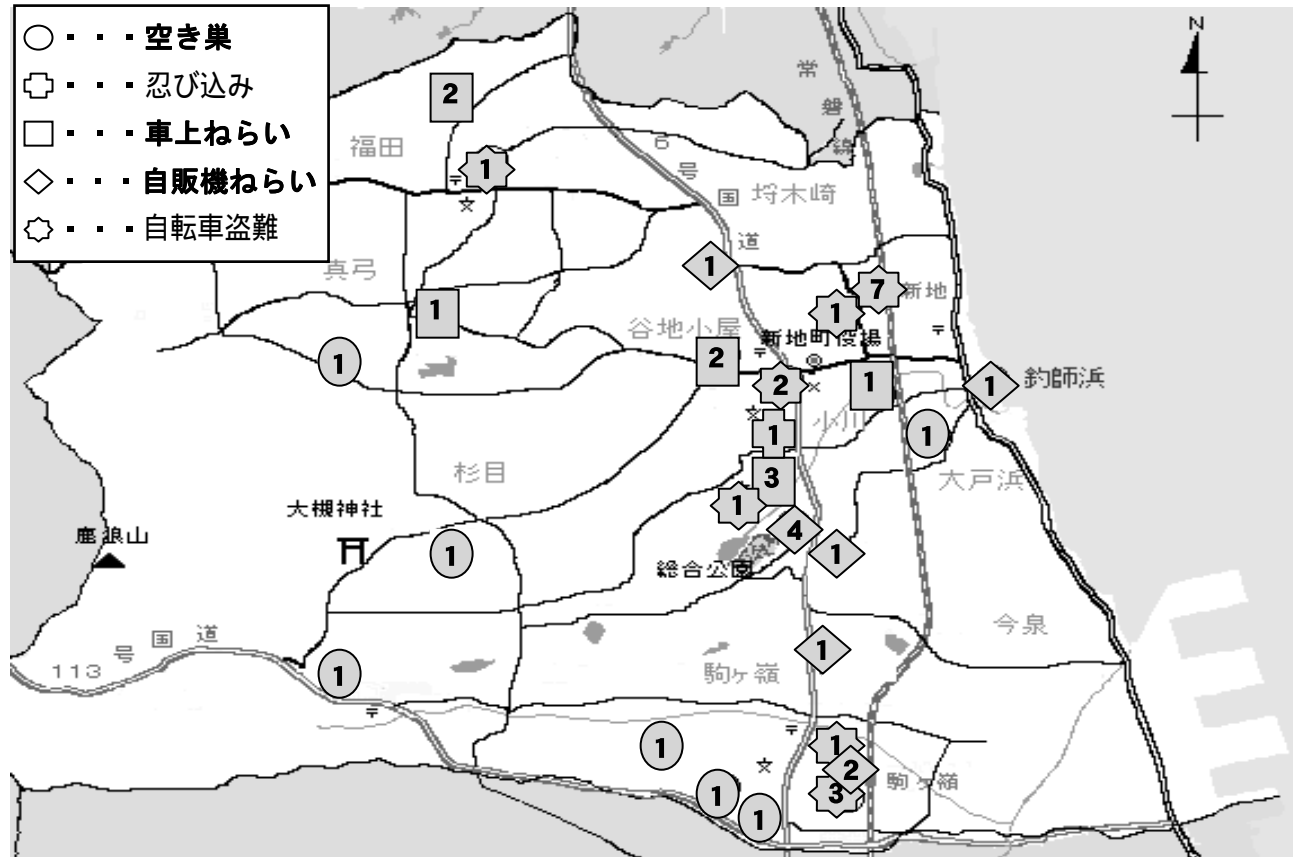 ○・・・空き巣
・・・忍び込み
□・・・車上ねらい
◇・・・自販機ねらい
・・・自転車盗難
N
常
磐
線
2
福田
1
〒
6
号
国
道
埒木崎
真弓
1
7
新地
1
1
谷地小屋
新地町役場
〒
〒
1
2
2
1
1
釣師浜
小川
1
1
杉目
3
大戸浜
大槻神社
1
鹿狼山
1
4
1
総合公園
113
号
国
道
今泉
1
1
駒ヶ嶺
〒
〒
1
1
2
駒ヶ嶺
1
3
1